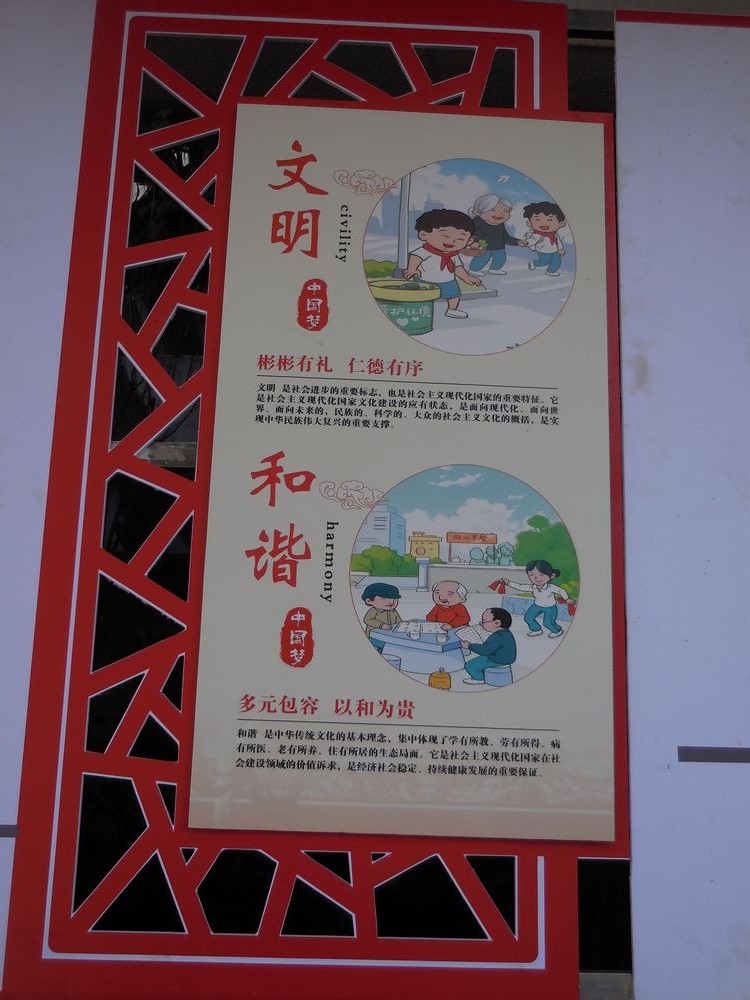 文明
civility
中国梦
护环境
彬彬有礼 仁德有序
文明 是社会进步的重要标志，也是社会主义现代化国家的重要特征。它
是社会主义现代化国家文化建设的应有状态，是面向现代化、面向世
界、面向未来的，民族的、科学的、大众的社会主义文化的概括，是实
现中华民族伟大复兴的重要支撑。
和谐
harmony
中国梦
多元包容 以和为贵
和谐 是中华传统文化的基本理念，集中体现了学有所教、劳有所得、病
有所医、老有所养、住有所居的生态局面。它是社会主义现代化国家在社
会建设领域的价值诉求，是经济社会稳定、持续健康发展的重要保证。